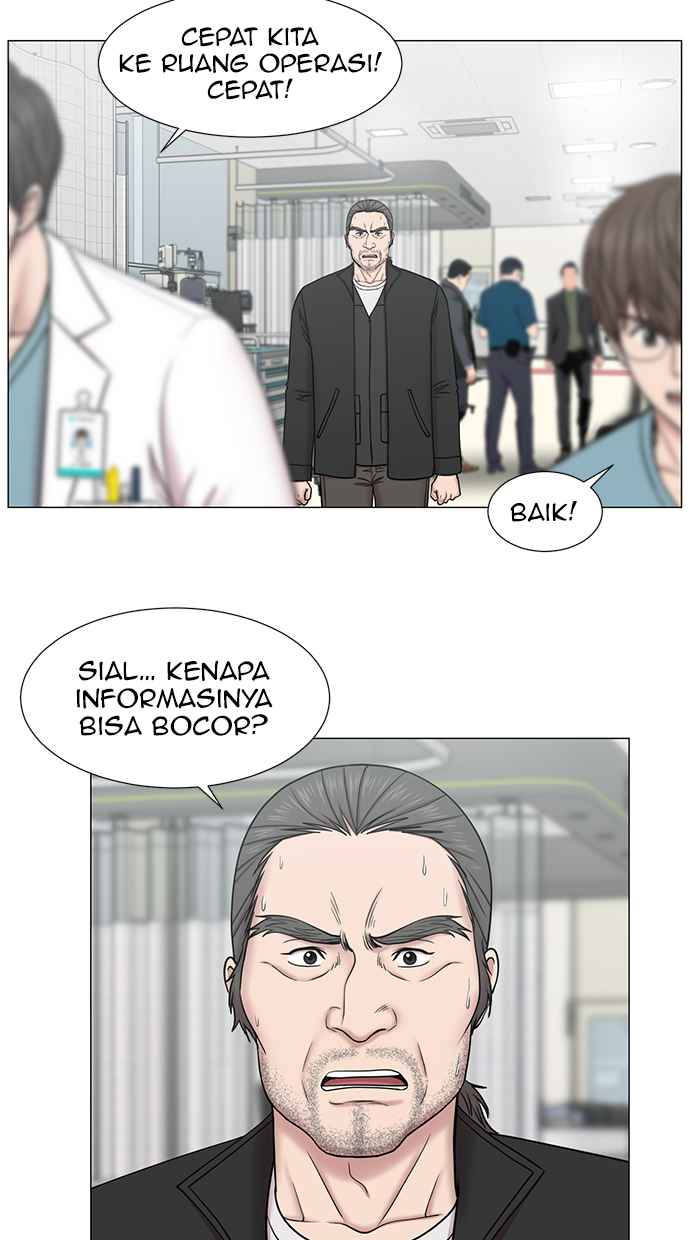 CEPAT KITA
KE RUANG OPERASI!
CEPAT!
BAIK!
SIAL... KENAPA
INFORMASINYA
BISA BOCOR?